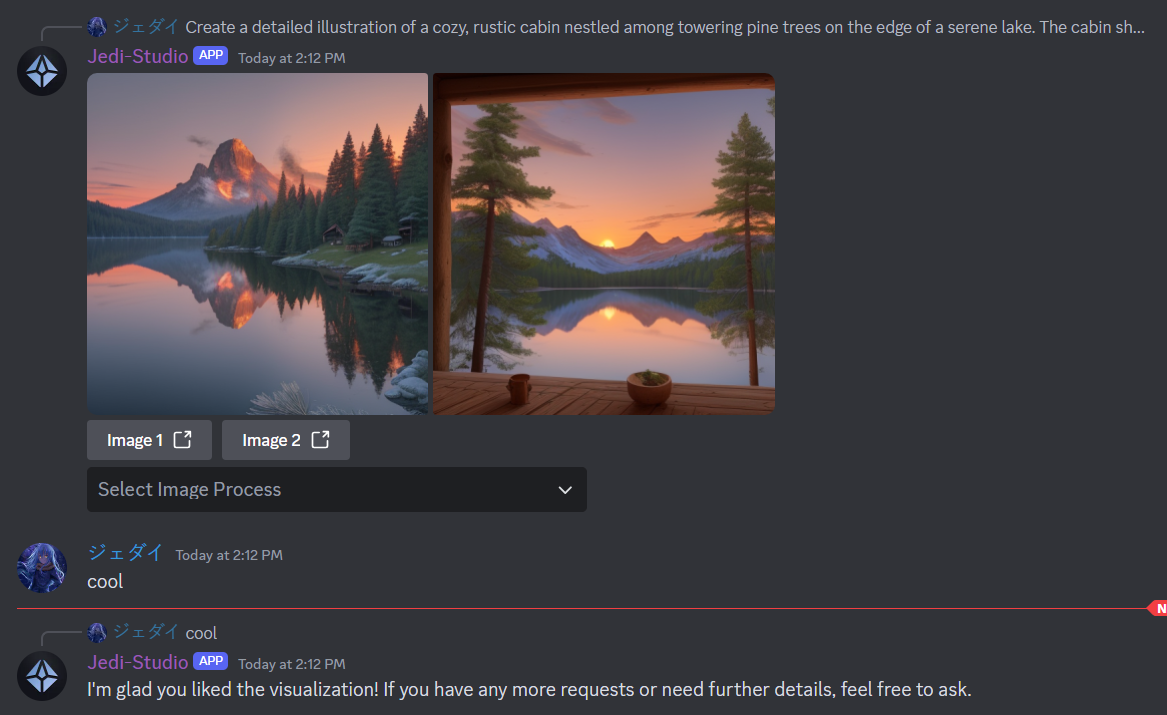 ジェダイ Create a detailed illustration of a cozy, rustic cabin nestled among towering pine trees on the edge of a serene lake. The cabin sh...
Jedi-Studio APP Today at 2:12 PM
Image 1 Image 2
Select Image Process
ジェダイ Today at 2:12 PM
cool
N
ジェダイ cool
Jedi-Studio APP Today at 2:12 PM
I'm glad you liked the visualization! If you have any more requests or need further details, feel free to ask.